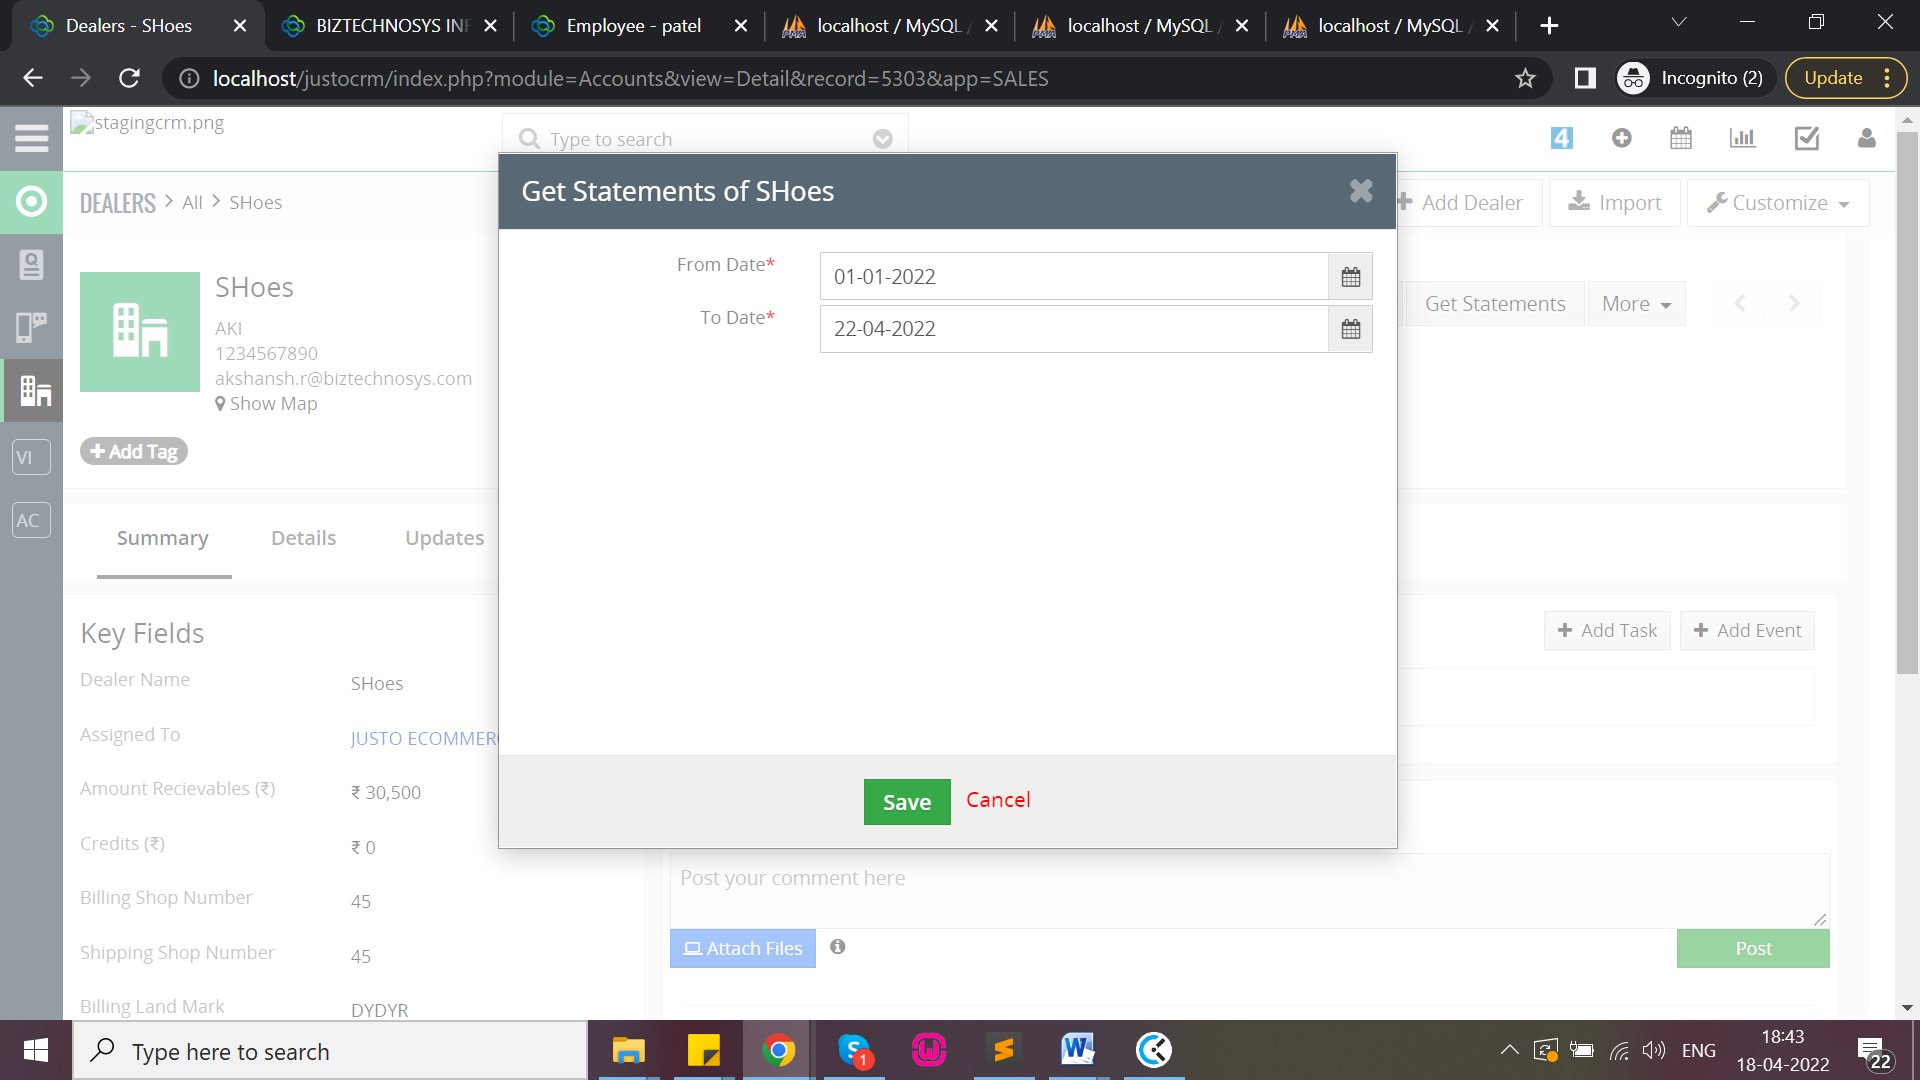 Dealers - SHoes
BIZTECHNOSYS INF
Employee - patel
localhost / MySQL /
localhost / MySQL /
localhost / MySQL /
localhost/justocrm/index.php?module=Accounts&view=Detail&record=5303&app=SALES
Incognito (2)
Update
stagingcrm.png
Type to search
4
DEALERS > All > SHoes
Add Dealer
Import
Customize
Get Statements of SHoes
From Date*
01-01-2022
To Date*
22-04-2022
Save
Cancel
SHoes
AKI
1234567890
akshansh.r@biztechnosys.com
Show Map
Add Tag
Get Statements
More
VI
AC
Summary
Details
Updates
Key Fields
Add Task
Add Event
Dealer Name
SHoes
Assigned To
JUSTO ECOMMER
Amount Recievables (₹)
₹ 30,500
Credits (₹)
₹ 0
Billing Shop Number
45
Shipping Shop Number
45
Billing Land Mark
DYDYR
Post your comment here
Attach Files
Post
Type here to search
1
ENG
18:43
18-04-2022
22